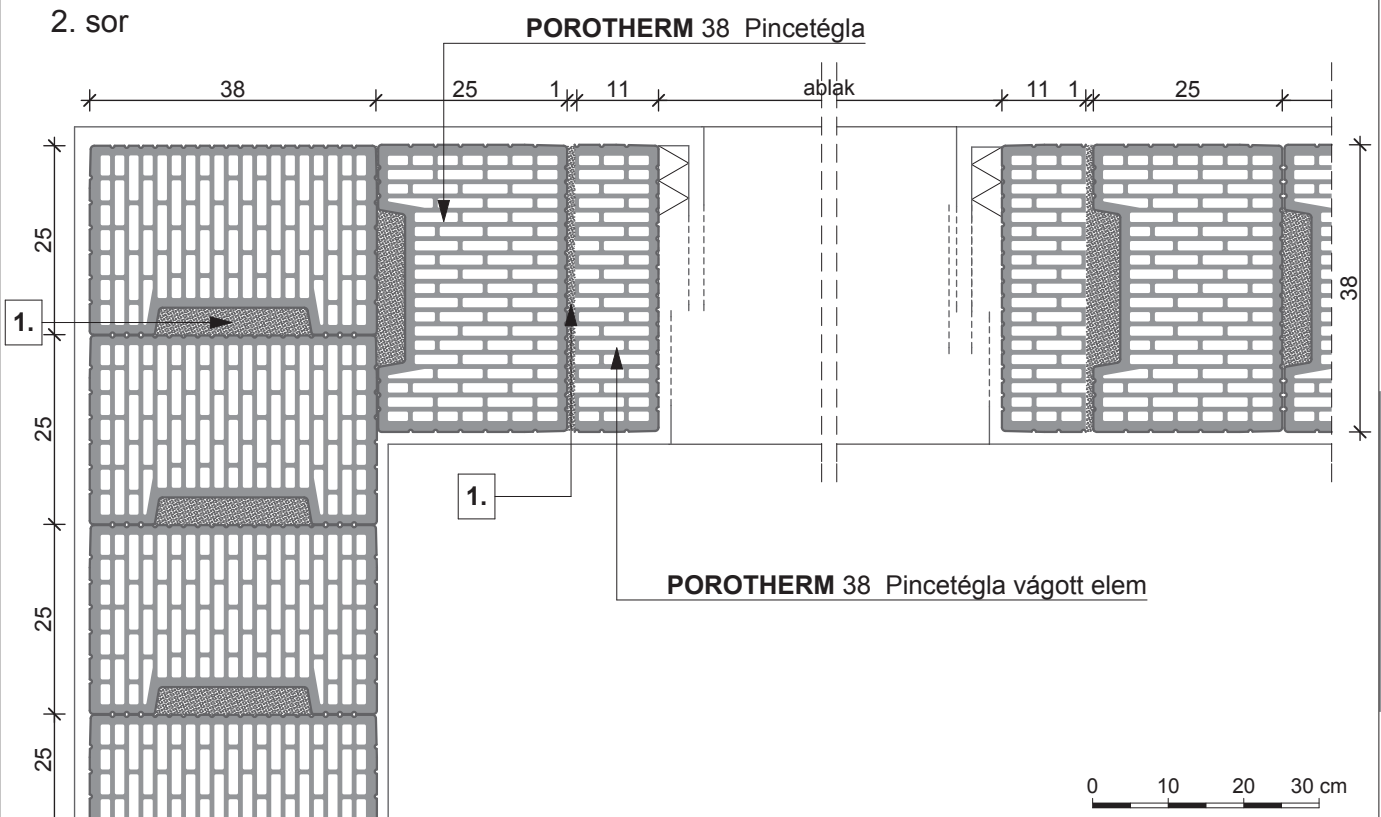 2. sor
POROTHERM 38 Pincetégla
38 25 1 11 ablak 11 1 25
25
38
1.
25
1.
POROTHERM 38 Pincetégla vágott elem
25
25
0 10 20 30 cm